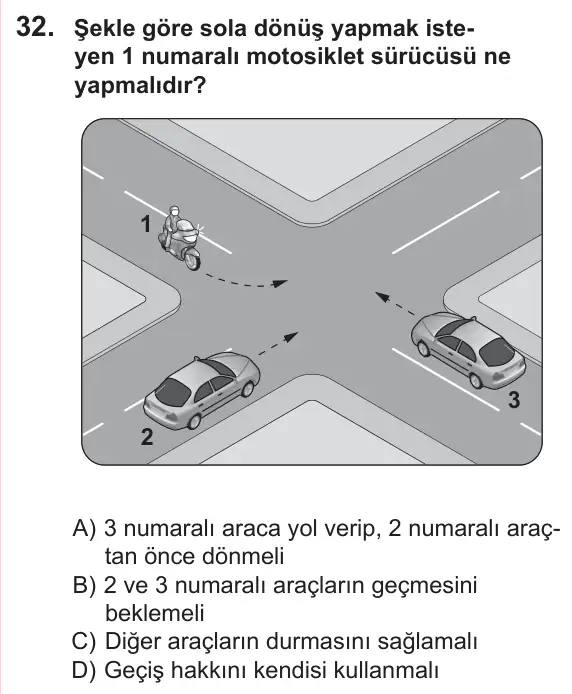 32. Şekle göre sola dönüş yapmak iste-
yen 1 numaralı motosiklet sürücüsü ne
yapmalıdır?
1
3
2
A) 3 numaralı araca yol verip, 2 numaralı araç-
tan önce dönmeli
B) 2 ve 3 numaralı araçların geçmesini
beklemeli
C) Diğer araçların durmasını sağlamalı
D) Geçiş hakkını kendisi kullanmalı